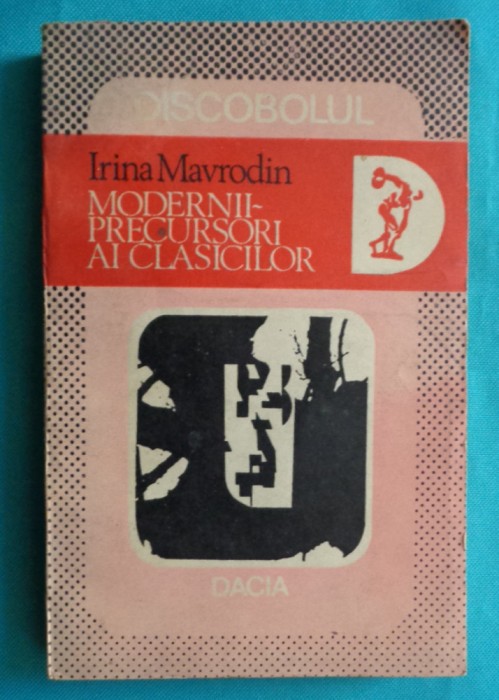 DISCOBOLUL
Irina Mavrodin
MODERNII-
PRECURSORI
AI CLASICILOR
DACIA